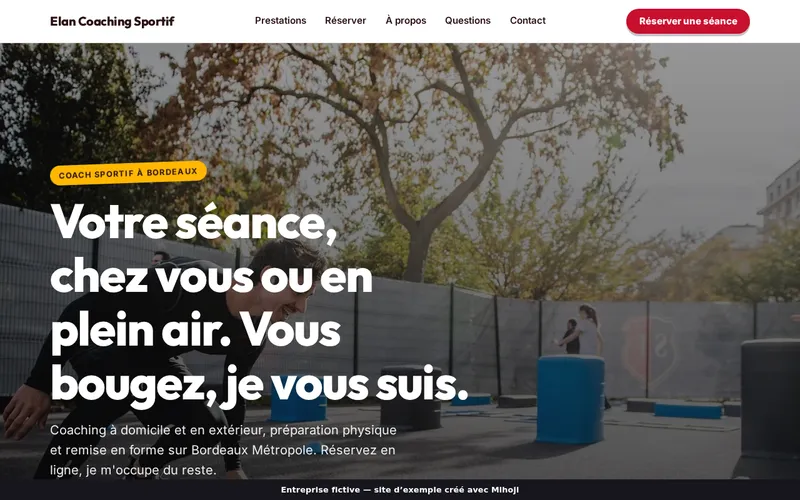 Elan Coaching Sportif
Prestations
Réserver
À propos
Questions
Contact
Réserver une séance
COACH SPORTIF À BORDEAUX
Votre séance,
chez vous ou en
plein air. Vous
bougez, je vous suis.
Coaching à domicile et en extérieur, préparation physique
et remise en forme sur Bordeaux Métropole. Réservez en
ligne, je m'occupe du reste.
Entreprise fictive — site d'exemple créé avec Mihoji